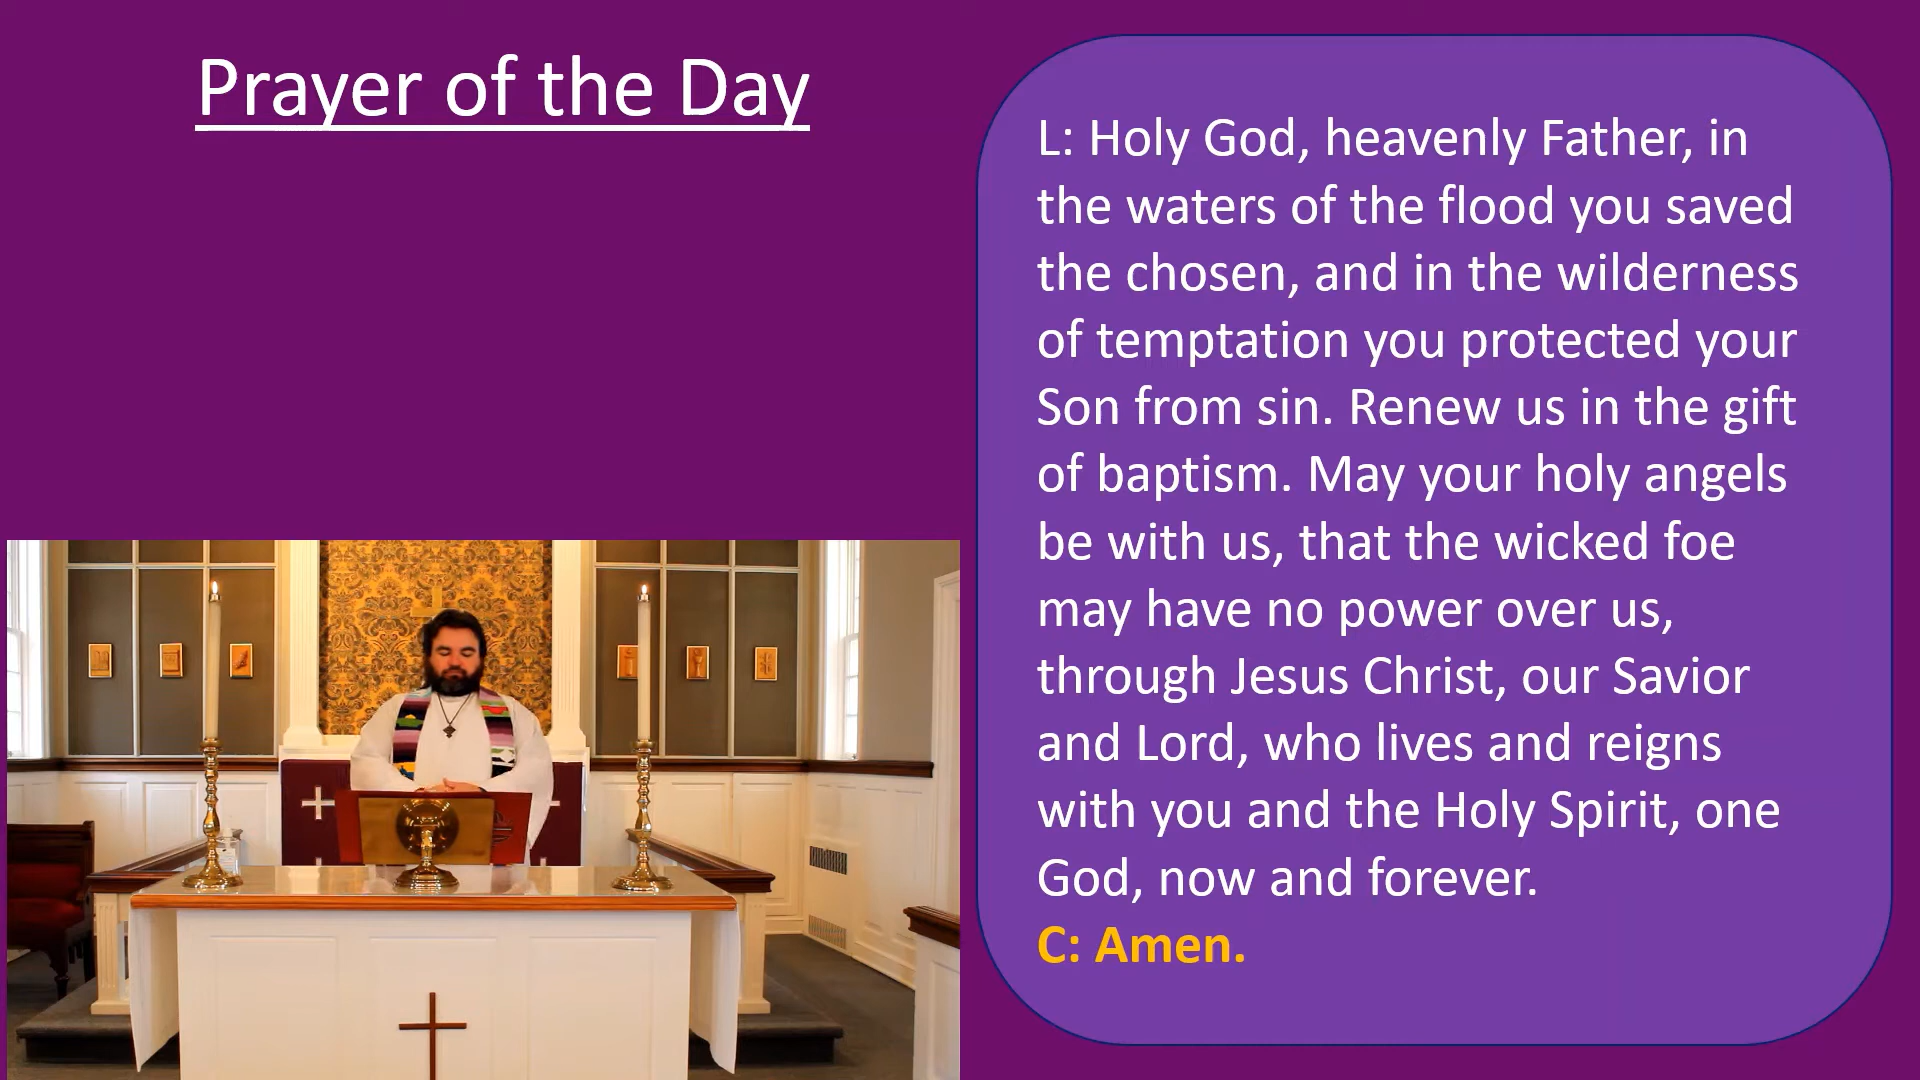 Prayer of the Day
L: Holy God, heavenly Father, in
the waters of the flood you saved
the chosen, and in the wilderness
of temptation you protected your
Son from sin. Renew us in the gift
of baptism. May your holy angels
be with us, that the wicked foe
may have no power over us,
through Jesus Christ, our Savior
and Lord, who lives and reigns
with you and the Holy Spirit, one
God, now and forever.
C: Amen.